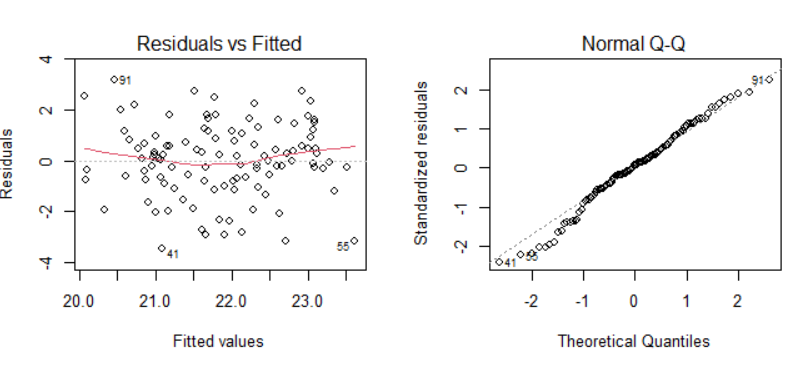 Residuals vs Fitted
Residuals
4
2
0
-2
-4
91
41
55
20.0 21.0 22.0 23.0
Fitted values
Normal Q-Q
Standardized residuals
2
1
0
-1
-2
91
41
55
-2 -1 0 1 2
Theoretical Quantiles